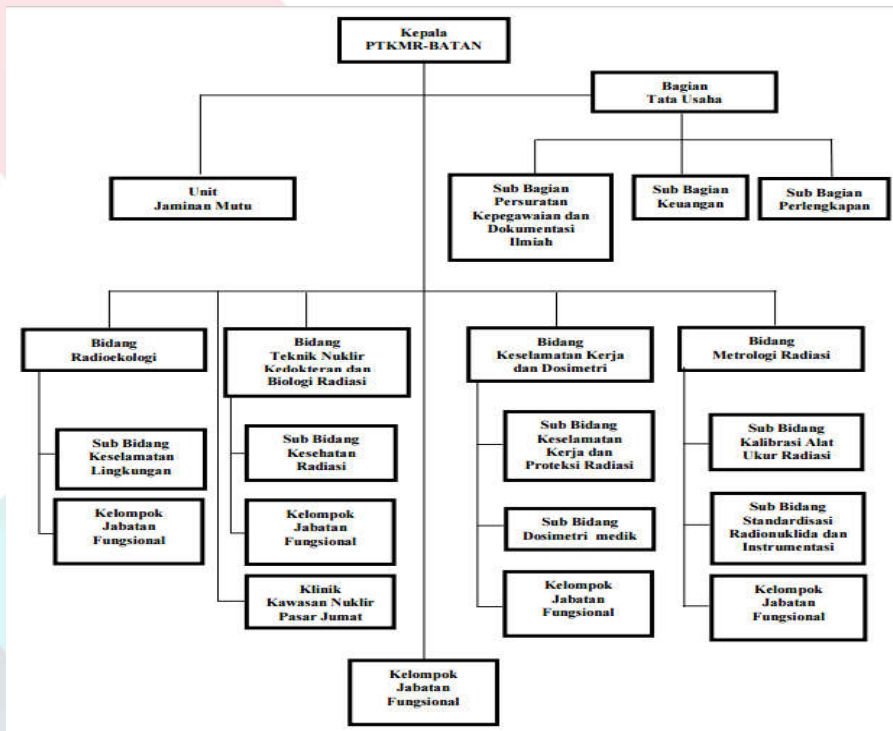 Kepala
PTKMR-BATAN
Bagian
Tata Usaha
Unit
Jaminan Mutu
Sub Bagian
Persuratan
Kepegawaian dan
Dokumentasi
Ilmiah
Sub Bagian
Keuangan
Sub Bagian
Perlengkapan
Bidang
Radioekologi
Bidang
Teknik Nuklir
Kedokteran dan
Biologi Radiasi
Bidang
Keselamatan Kerja
dan Dosimetri
Bidang
Metrologi Radiasi
Sub Bidang
Keselamatan
Lingkungan
Kelompok
Jabatan
Fungsional
Sub Bidang
Kesehatan
Radiasi
Kelompok
Jabatan
Fungsional
Klinik
Kawasan Nuklir
Pasar Jumat
Sub Bidang
Keselamatan
Kerja dan
Proteksi Radiasi
Sub Bidang
Dosimetri medik
Kelompok
Jabatan
Fungsional
Sub Bidang
Kalibrasi Alat
Ukur Radiasi
Sub Bidang
Standardisasi
Radionuklida dan
Instrumentasi
Kelompok
Jabatan
Fungsional
Kelompok
Jabatan
Fungsional